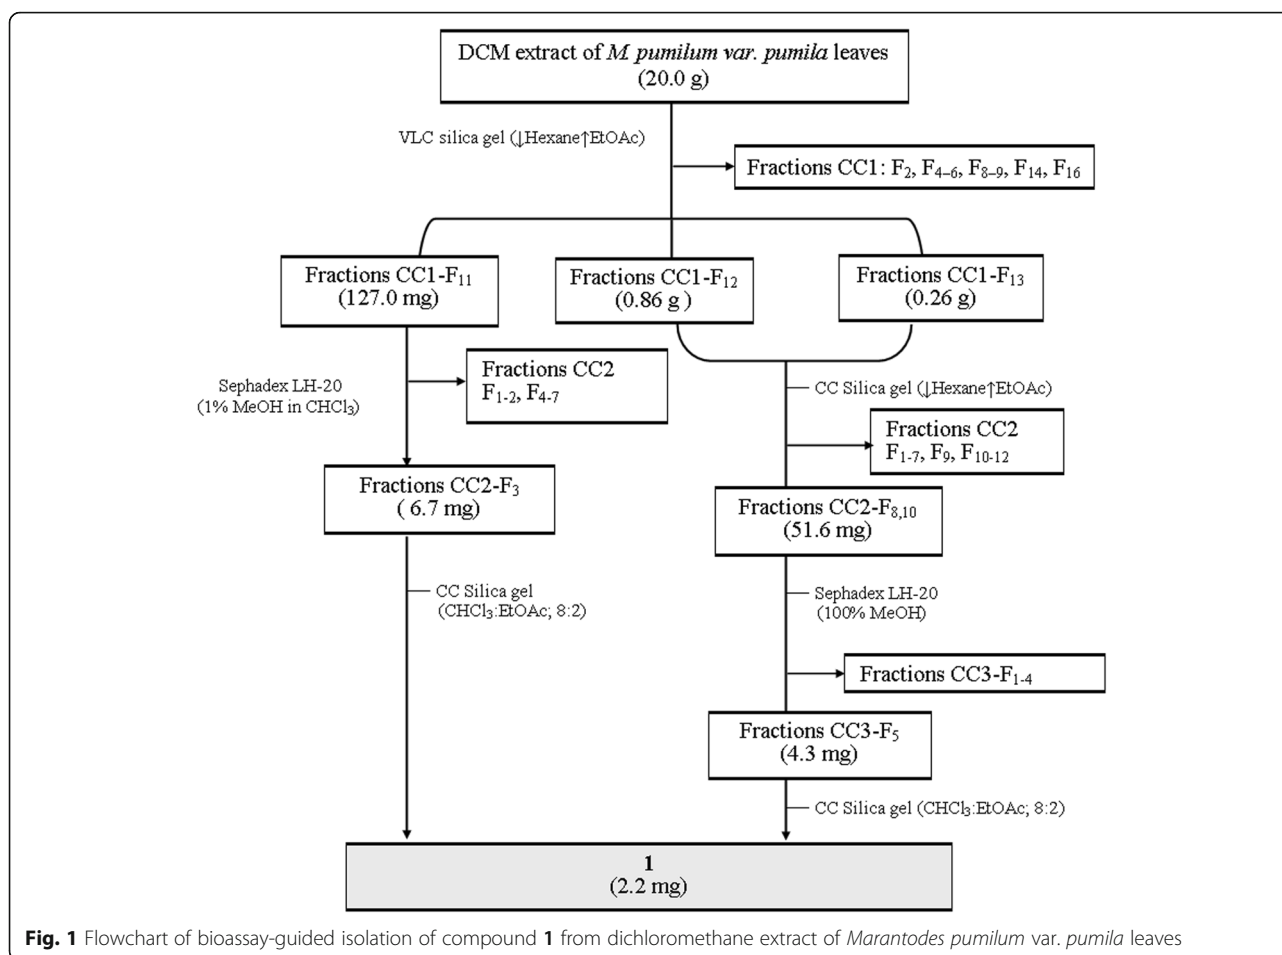 DCM extract of M. pumilum var. pumila leaves
(20.0 g)
VLC silica gel (↓Hexane↑EtOAc)
Fractions CC1: F₂, F₄₋₆, F₈₋₉, F₁₄, F₁₆
Fractions CC1-F₁₁
(127.0 mg)
Fractions CC1-F₁₂
(0.86 g )
Fractions CC1-F₁₃
(0.26 g)
Sephadex LH-20
(1% MeOH in CHCl₃)
Fractions CC2
F₁₋₂, F₄₋₇
CC Silica gel (↓Hexane↑EtOAc)
Fractions CC2
F₁₋₇, F₉, F₁₀₋₁₂
Fractions CC2-F₃
( 6.7 mg)
Fractions CC2-F₈,₁₀
(51.6 mg)
CC Silica gel
(CHCl₃:EtOAc; 8:2)
Sephadex LH-20
(100% MeOH)
Fractions CC3-F₁₋₄
Fractions CC3-F₅
(4.3 mg)
CC Silica gel (CHCl₃:EtOAc; 8:2)
1
(2.2 mg)
Fig. 1 Flowchart of bioassay-guided isolation of compound 1 from dichloromethane extract of Marantodes pumilum var. pumila leaves